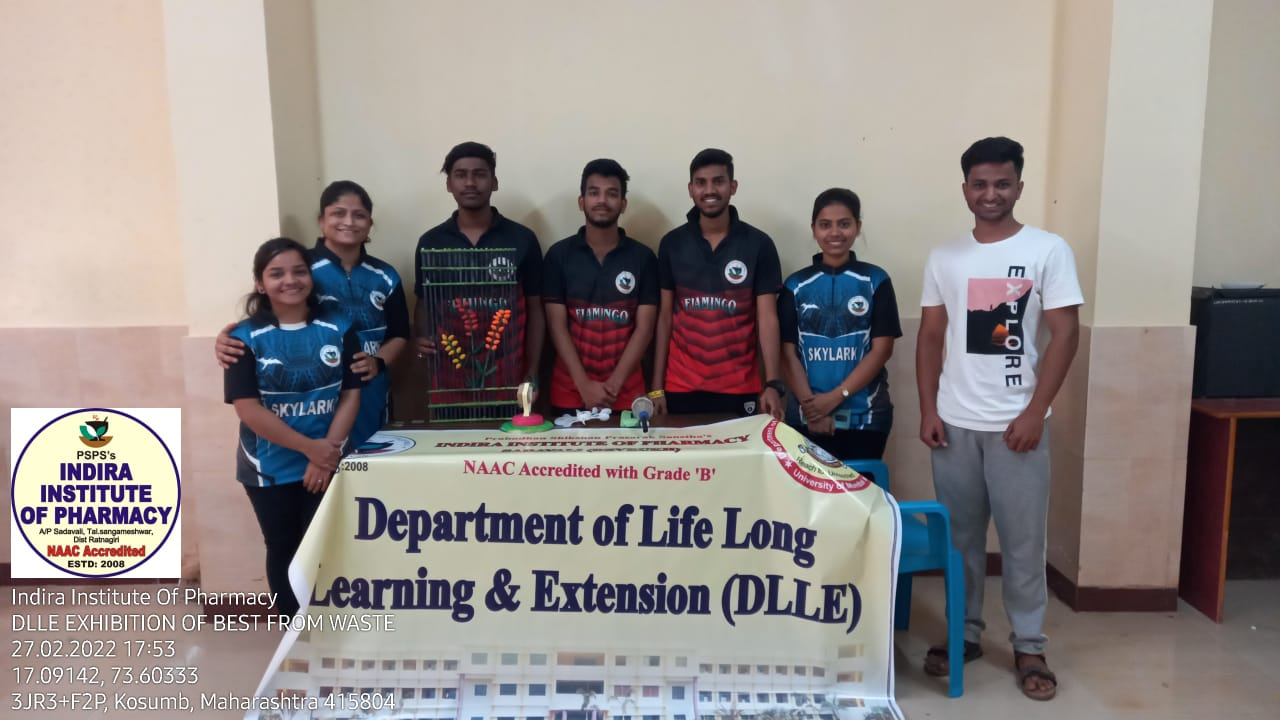 FLAMINGO
FLAMINGO
SKYLARK
SKYLARK
EXPLORE
INDIRA INSTITUTE OF PHARMACY
NAAC Accredited with Grade 'B'
University of
:2008
Department of Life Long
Learning & Extension (DLLE)
PSPS's
INDIRA
INSTITUTE
OF PHARMACY
A/P Sadavali, Tal.sangameshwar,
Dist Ratnagiri
NAAC Accredited
ESTD: 2008
Indira Institute Of Pharmacy
DLLE EXHIBITION OF BEST FROM WASTE
27.02.2022 17:53
17.09142, 73.60333
3JR3+F2P, Kosumb, Maharashtra 415804